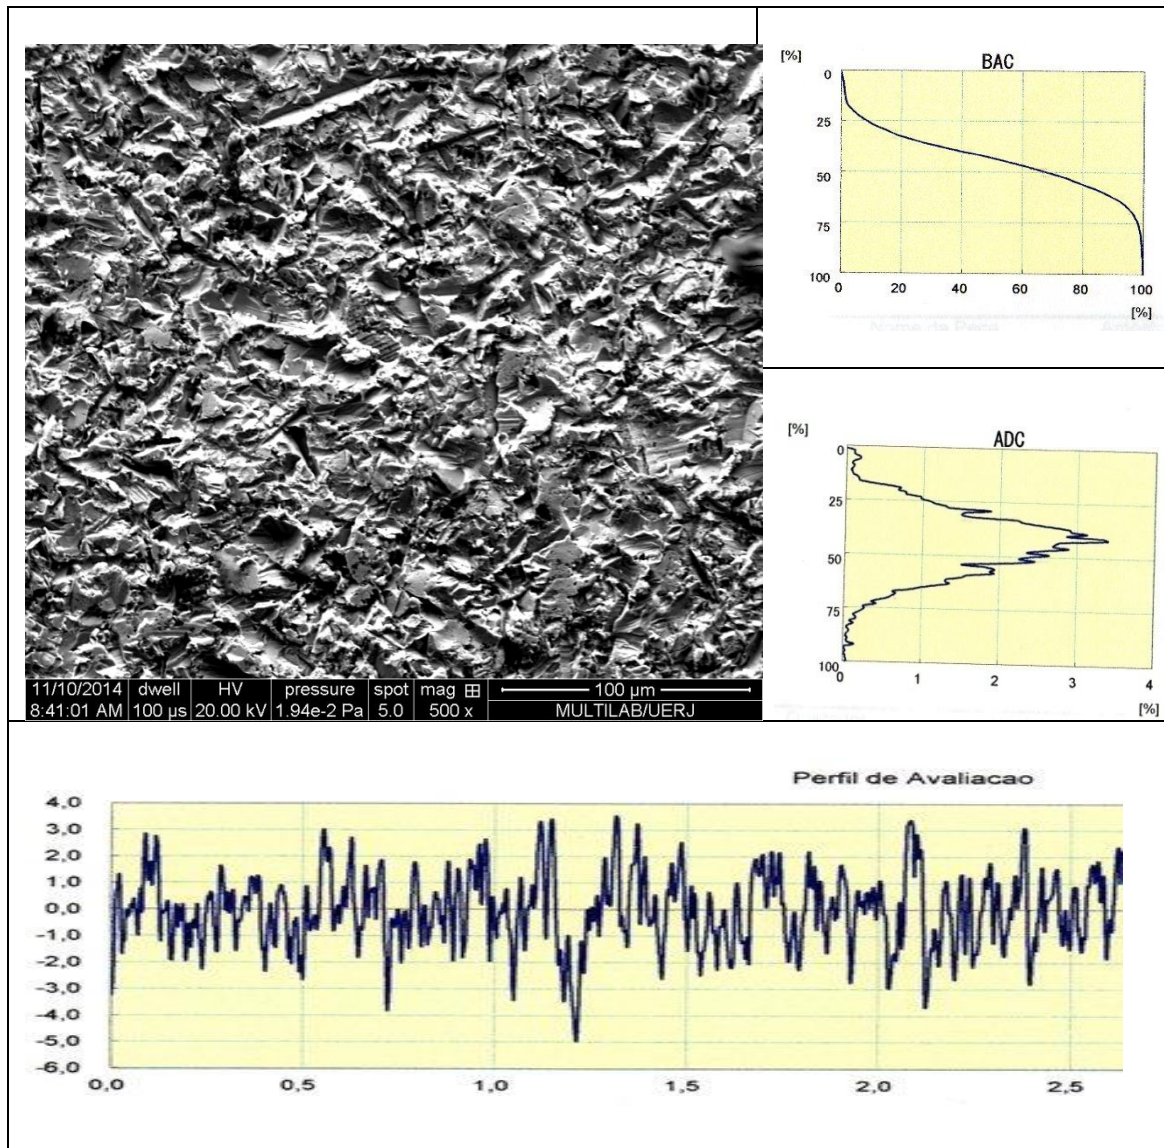 11/10/2014 dwell HV pressure spot mag ⊞ 100 µm
8:41:01 AM 100 µs 20.00 kV 1.94e-2 Pa 5.0 500 x MULTILAB/UERJ
[%] BAC
0
25
50
75
100
0 20 40 60 80 100
[%]
Nome da Peça
[%] ADC
0
25
50
75
100
0 1 2 3 4
[%]
Perfil de Avaliacao
4,0
3,0
2,0
1,0
0,0
-1,0
-2,0
-3,0
-4,0
-5,0
-6,0
0,0 0,5 1,0 1,5 2,0 2,5